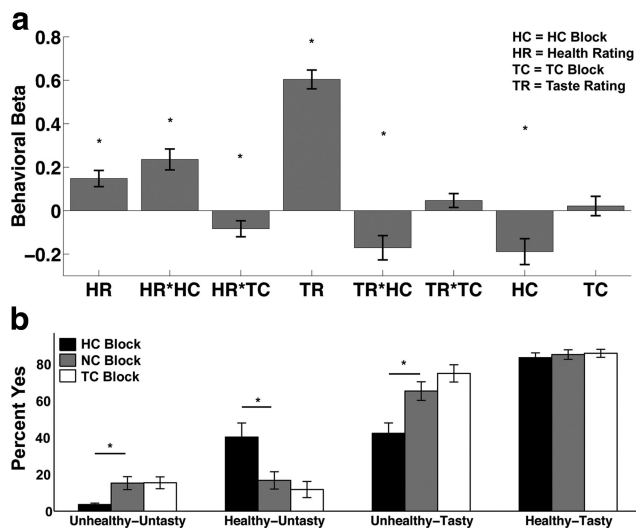 a
HC = HC Block
HR = Health Rating
TC = TC Block
TR = Taste Rating
Behavioral Beta
0.8
0.6
0.4
0.2
0
−0.2
* * * * * *
HR HR*HC HR*TC TR TR*HC TR*TC HC TC
b
HC Block
NC Block
TC Block
Percent Yes
80
60
40
20
0
* * *
Unhealthy−Untasty Healthy−Untasty Unhealthy−Tasty Healthy−Tasty